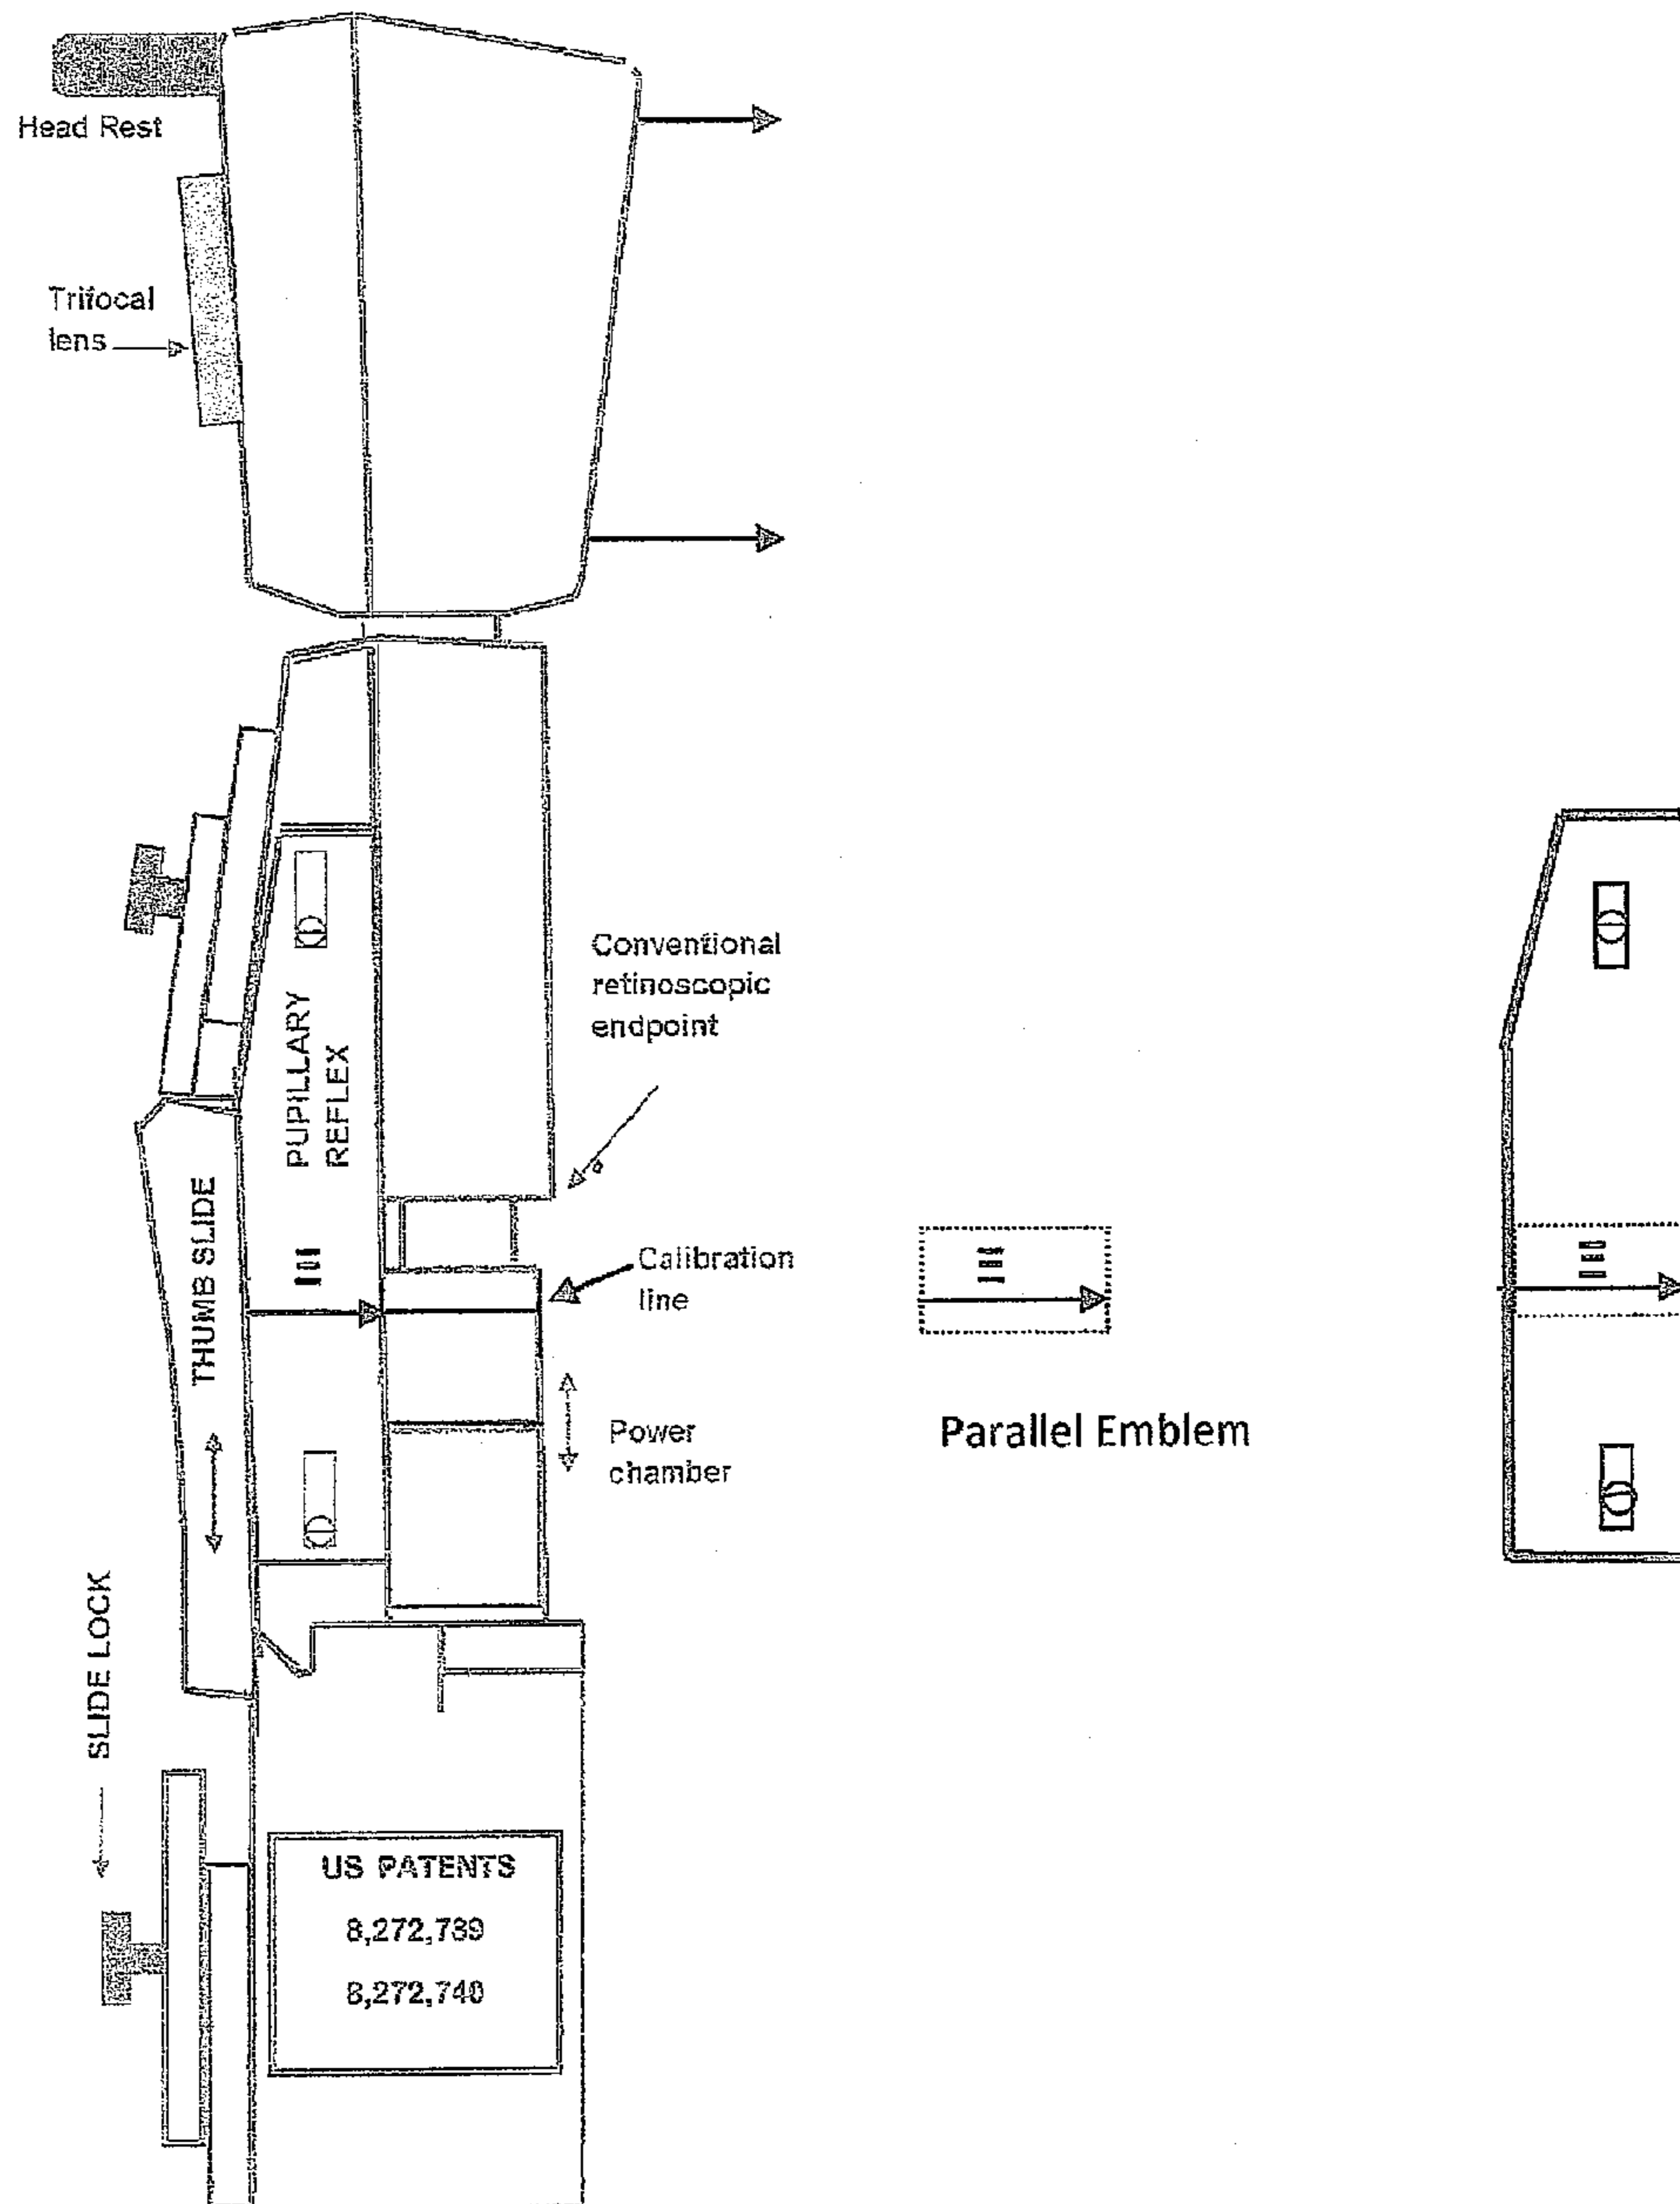 Head Rest
Trifocal
lens
Conventional
retinoscopic
endpoint
PUPILLARY
REFLEX
THUMB SLIDE
Calibration
line
Power
chamber
Parallel Emblem
SLIDE LOCK
US PATENTS
8,272,739
8,272,740